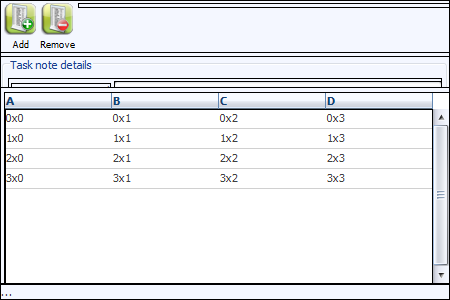 Add Remove
Task note details
A B C D
0x0 0x1 0x2 0x3
1x0 1x1 1x2 1x3
2x0 2x1 2x2 2x3
3x0 3x1 3x2 3x3
...